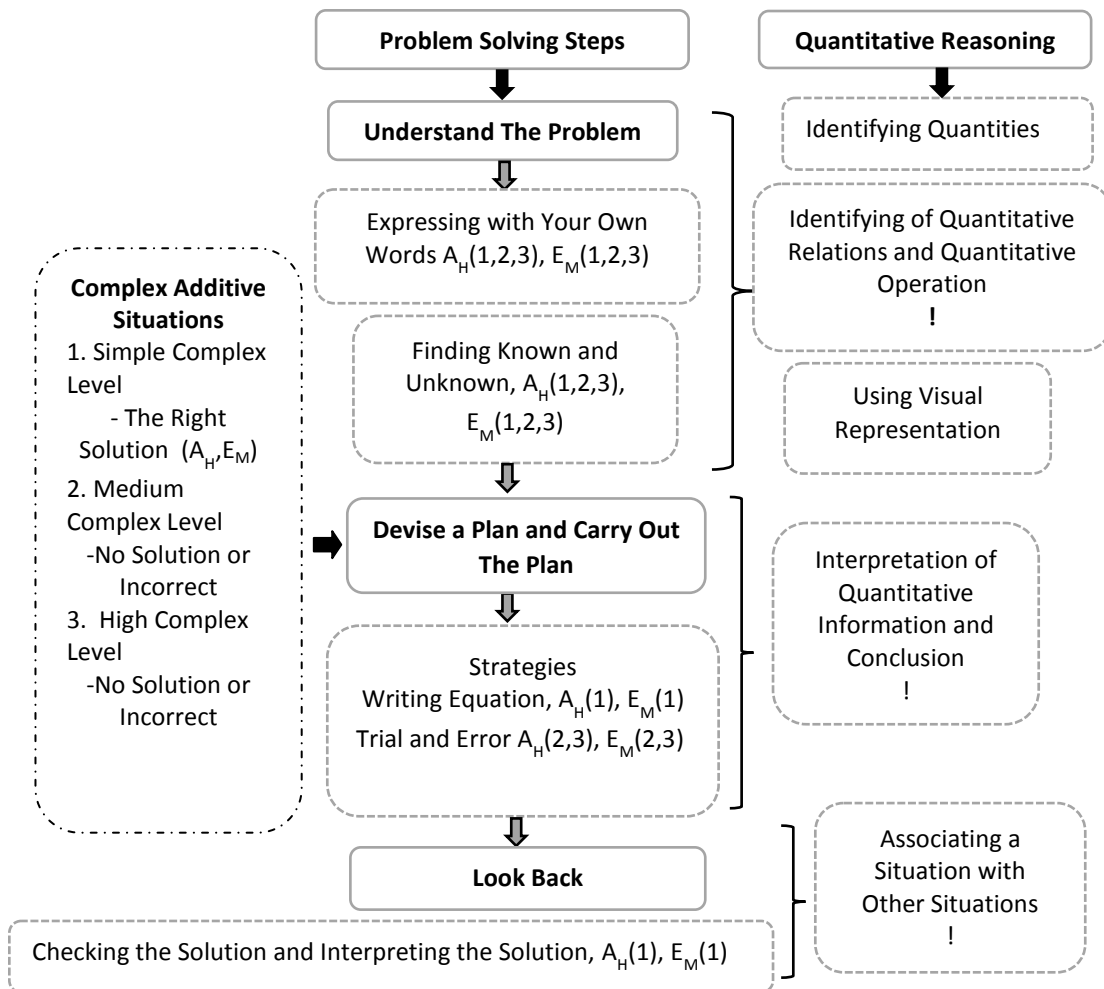 Problem Solving Steps
Quantitative Reasoning
Understand The Problem
Identifying Quantities
Expressing with Your Own
Words A_H(1,2,3), E_M(1,2,3)
Identifying of Quantitative
Relations and Quantitative
Operation
!
Complex Additive
Situations
1. Simple Complex
Level
- The Right
Solution (A_H,E_M)
2. Medium
Complex Level
-No Solution or
Incorrect
3. High Complex
Level
-No Solution or
Incorrect
Finding Known and
Unknown, A_H(1,2,3),
E_M(1,2,3)
Using Visual
Representation
Devise a Plan and Carry Out
The Plan
Interpretation of
Quantitative
Information and
Conclusion
!
Strategies
Writing Equation, A_H(1), E_M(1)
Trial and Error A_H(2,3), E_M(2,3)
Look Back
Associating a
Situation with
Other Situations
!
Checking the Solution and Interpreting the Solution, A_H(1), E_M(1)